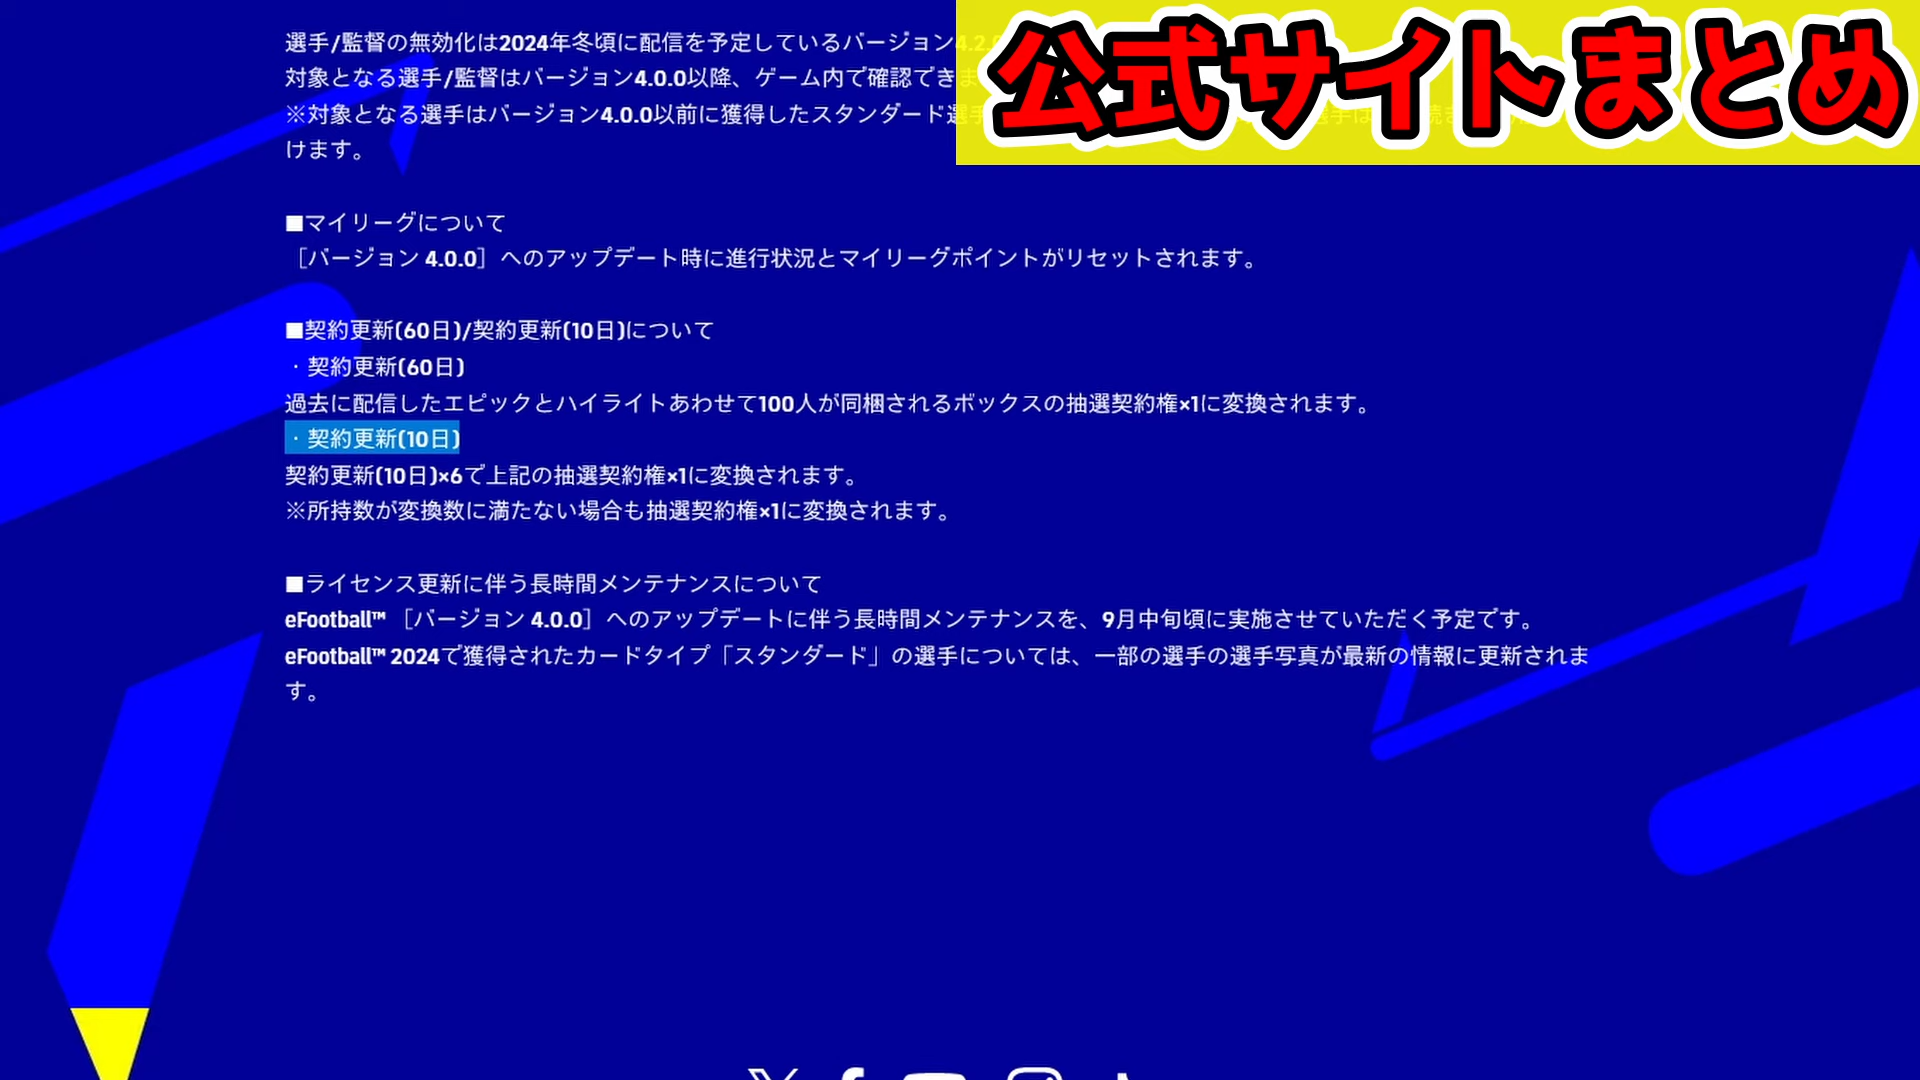 公式サイトまとめ
選手/監督の無効化は2024年冬頃に配信を予定しているバージョン4.2.
対象となる選手/監督はバージョン4.0.0以降、ゲーム内で確認できま
※対象となる選手はバージョン4.0.0以前に獲得したスタンダード選手
けます。
■マイリーグについて
［バージョン 4.0.0］へのアップデート時に進行状況とマイリーグポイントがリセットされます。
■契約更新(60日)/契約更新(10日)について
・契約更新(60日)
過去に配信したエピックとハイライトあわせて100人が同梱されるボックスの抽選契約権×1に変換されます。
・契約更新(10日)
契約更新(10日)×6で上記の抽選契約権×1に変換されます。
※所持数が変換数に満たない場合も抽選契約権×1に変換されます。
■ライセンス更新に伴う長時間メンテナンスについて
eFootball™ ［バージョン 4.0.0］へのアップデートに伴う長時間メンテナンスを、9月中旬頃に実施させていただく予定です。
eFootball™ 2024で獲得されたカードタイプ「スタンダード」の選手については、一部の選手の選手写真が最新の情報に更新されま
す。